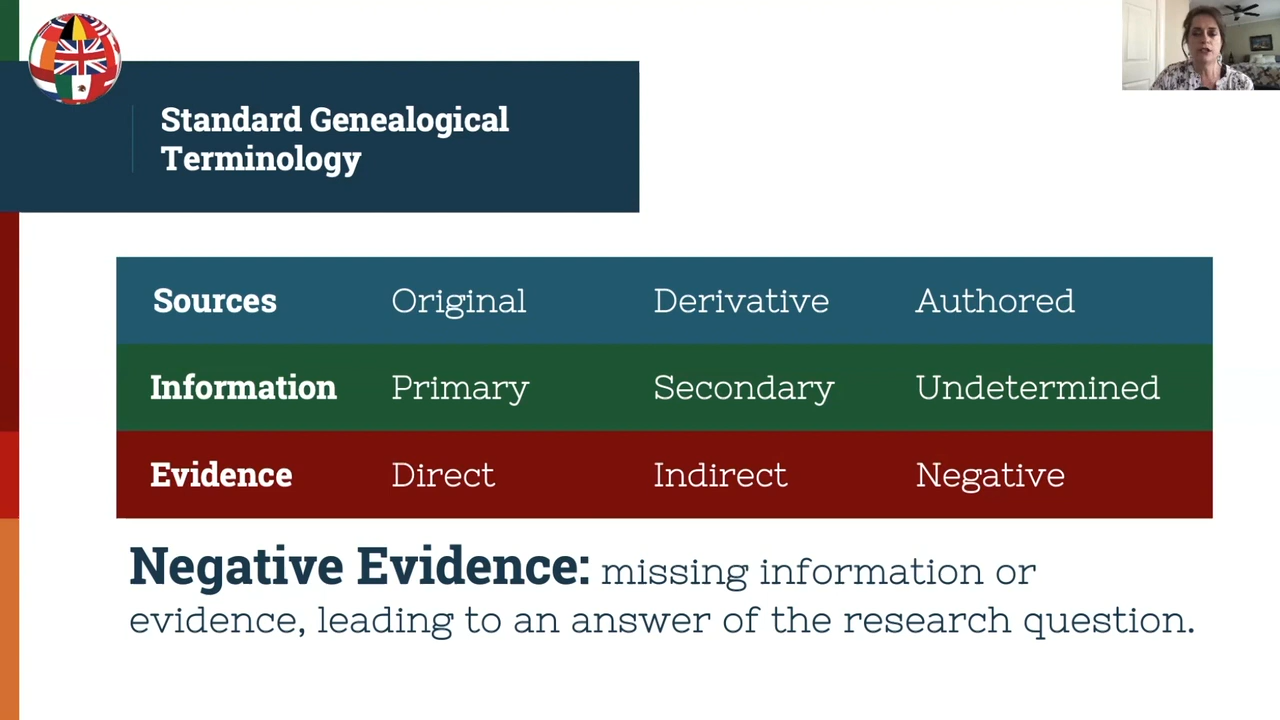 Standard Genealogical
Terminology
Sources Original Derivative Authored
Information Primary Secondary Undetermined
Evidence Direct Indirect Negative
Negative Evidence: missing information or
evidence, leading to an answer of the research question.